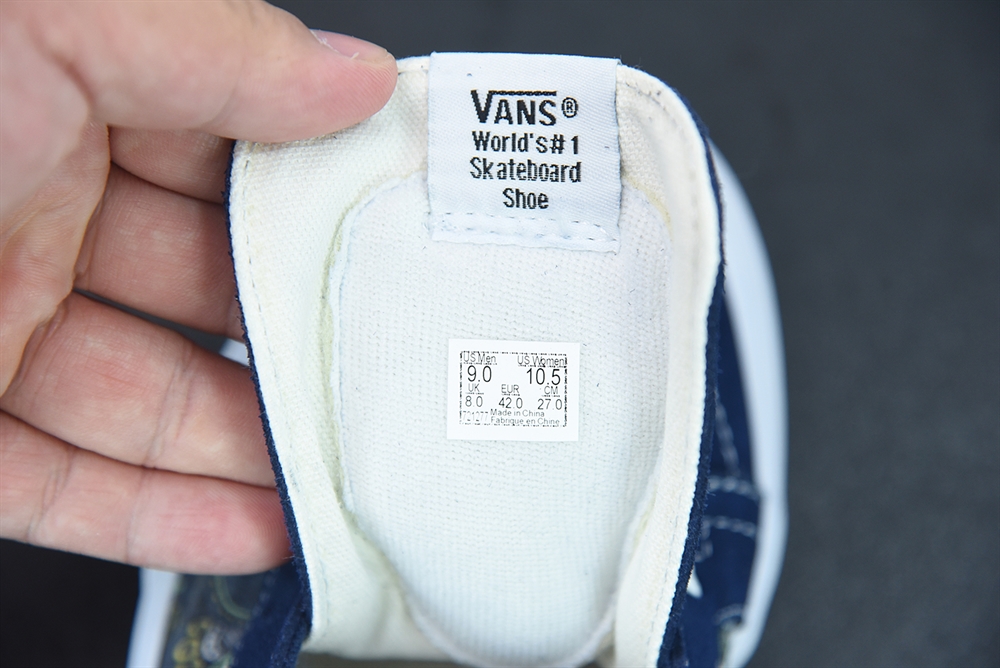 VANS®
World's#1
Skateboard
Shoe
US Men US Women
9.0 10.5
UK EUR CM
8.0 42.0 27.0
721277 Made in China
Fabrique en Chine